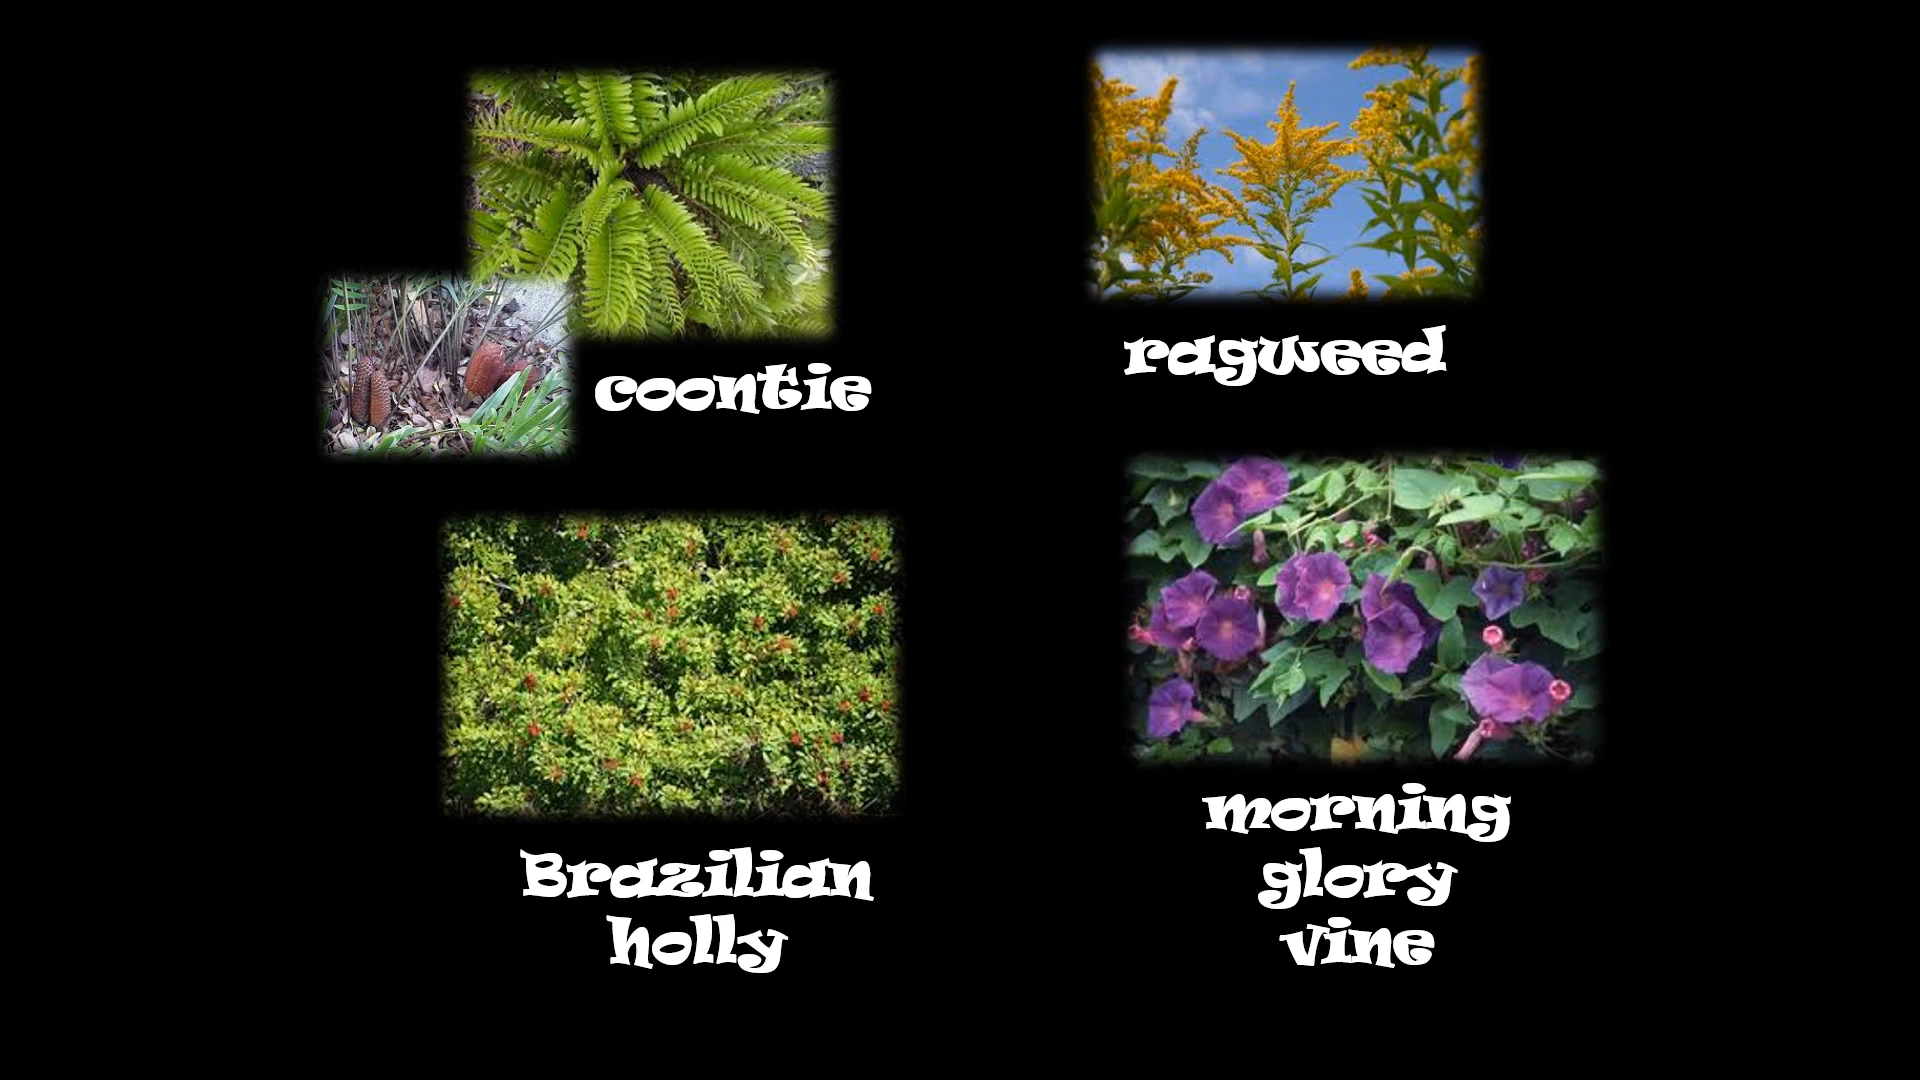 coontie
ragweed
Brazilian
holly
morning
glory
vine